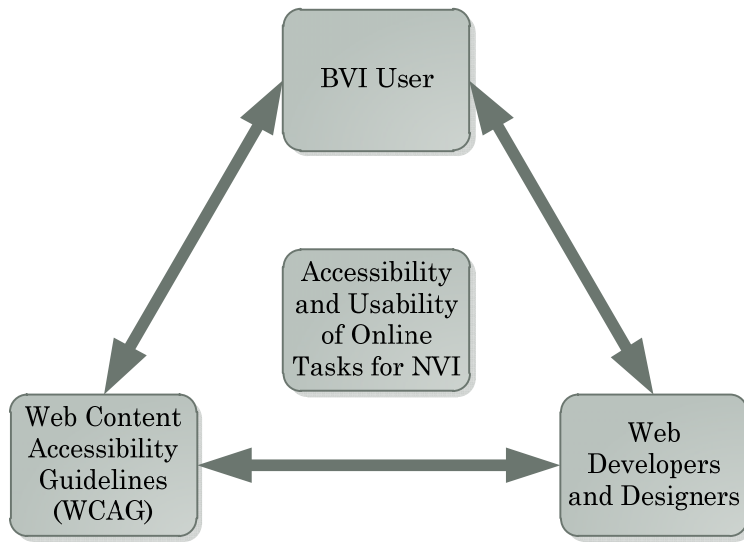 BVI User
Accessibility
and Usability
of Online
Tasks for NVI
Web Content
Accessibility
Guidelines
(WCAG)
Web
Developers
and Designers